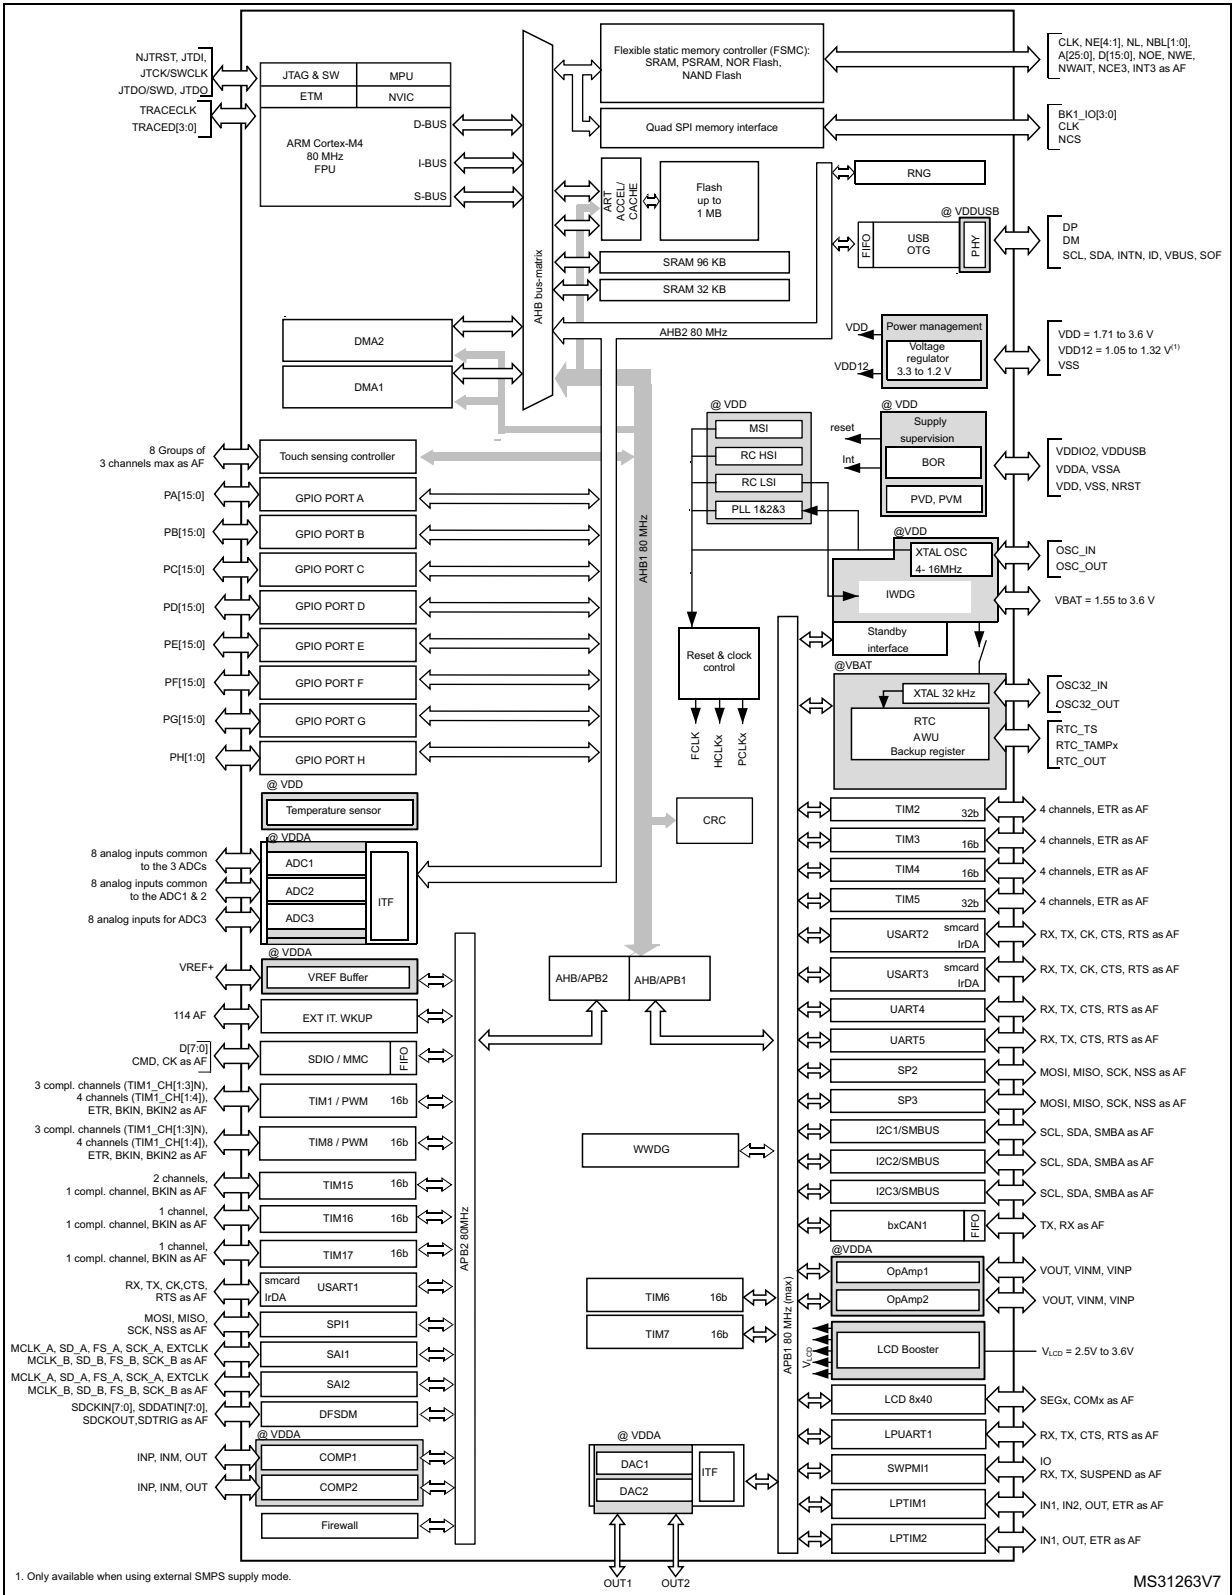 NJTRST, JTDI,
JTCK/SWCLK
JTDO/SWD, JTDO
TRACECLK
TRACED[3:0]
JTAG & SW
MPU
ETM
NVIC
ARM Cortex-M4
80 MHz
FPU
D-BUS
I-BUS
S-BUS
AHB bus-matrix
Flexible static memory controller (FSMC):
SRAM, PSRAM, NOR Flash,
NAND Flash
CLK, NE[4:1], NL, NBL[1:0],
A[25:0], D[15:0], NOE, NWE,
NWAIT, NCE3, INT3 as AF
Quad SPI memory interface
BK1_IO[3:0]
CLK
NCS
ART
ACCEL/
CACHE
Flash
up to
1 MB
RNG
@ VDDUSB
FIFO
USB
OTG
PHY
DP
DM
SCL, SDA, INTN, ID, VBUS, SOF
SRAM 96 KB
SRAM 32 KB
AHB2 80 MHz
DMA2
DMA1
VDD
VDD12
Power management
Voltage
regulator
3.3 to 1.2 V
VDD = 1.71 to 3.6 V
VDD12 = 1.05 to 1.32 V(1)
VSS
@ VDD
MSI
RC HSI
RC LSI
PLL 1&2&3
@ VDD
reset
Int
Supply
supervision
BOR
PVD, PVM
VDDIO2, VDDUSB
VDDA, VSSA
VDD, VSS, NRST
@VDD
XTAL OSC
4- 16MHz
IWDG
OSC_IN
OSC_OUT
VBAT = 1.55 to 3.6 V
Standby
interface
@VBAT
XTAL 32 kHz
RTC
AWU
Backup register
OSC32_IN
OSC32_OUT
RTC_TS
RTC_TAMPx
RTC_OUT
8 Groups of
3 channels max as AF
Touch sensing controller
PA[15:0]
GPIO PORT A
PB[15:0]
GPIO PORT B
PC[15:0]
GPIO PORT C
PD[15:0]
GPIO PORT D
PE[15:0]
GPIO PORT E
PF[15:0]
GPIO PORT F
PG[15:0]
GPIO PORT G
PH[1:0]
GPIO PORT H
AHB1 80 MHz
Reset & clock
control
FCLK
HCLKx
PCLKx
CRC
@ VDD
Temperature sensor
@ VDDA
8 analog inputs common
to the 3 ADCs
8 analog inputs common
to the ADC1 & 2
8 analog inputs for ADC3
ADC1
ADC2
ADC3
ITF
@ VDDA
VREF+
VREF Buffer
AHB/APB2
AHB/APB1
114 AF
EXT IT. WKUP
D[7:0]
CMD, CK as AF
SDIO / MMC
FIFO
3 compl. channels (TIM1_CH[1:3]N),
4 channels (TIM1_CH[1:4]),
ETR, BKIN, BKIN2 as AF
TIM1 / PWM
16b
3 compl. channels (TIM1_CH[1:3]N),
4 channels (TIM1_CH[1:4]),
ETR, BKIN, BKIN2 as AF
TIM8 / PWM
16b
2 channels,
1 compl. channel, BKIN as AF
TIM15
16b
1 channel,
1 compl. channel, BKIN as AF
TIM16
16b
1 channel,
1 compl. channel, BKIN as AF
TIM17
16b
RX, TX, CK,CTS,
RTS as AF
smcard
IrDA
USART1
MOSI, MISO,
SCK, NSS as AF
SPI1
MCLK_A, SD_A, FS_A, SCK_A, EXTCLK
MCLK_B, SD_B, FS_B, SCK_B as AF
SAI1
MCLK_A, SD_A, FS_A, SCK_A, EXTCLK
MCLK_B, SD_B, FS_B, SCK_B as AF
SAI2
SDCKIN[7:0], SDDATIN[7:0],
SDCKOUT,SDTRIG as AF
DFSDM
@ VDDA
INP, INM, OUT
COMP1
INP, INM, OUT
COMP2
Firewall
APB2 80MHz
WWDG
TIM6
16b
TIM7
16b
@ VDDA
DAC1
DAC2
ITF
OUT1
OUT2
APB1 80 MHz (max)
TIM2
32b
4 channels, ETR as AF
TIM3
16b
4 channels, ETR as AF
TIM4
16b
4 channels, ETR as AF
TIM5
32b
4 channels, ETR as AF
USART2
smcard
IrDA
RX, TX, CK, CTS, RTS as AF
USART3
smcard
IrDA
RX, TX, CK, CTS, RTS as AF
UART4
RX, TX, CTS, RTS as AF
UART5
RX, TX, CTS, RTS as AF
SP2
MOSI, MISO, SCK, NSS as AF
SP3
MOSI, MISO, SCK, NSS as AF
I2C1/SMBUS
SCL, SDA, SMBA as AF
I2C2/SMBUS
SCL, SDA, SMBA as AF
I2C3/SMBUS
SCL, SDA, SMBA as AF
bxCAN1
FIFO
TX, RX as AF
@VDDA
OpAmp1
VOUT, VINM, VINP
OpAmp2
VOUT, VINM, VINP
VLCD
LCD Booster
VLCD = 2.5V to 3.6V
LCD 8x40
SEGx, COMx as AF
LPUART1
RX, TX, CTS, RTS as AF
SWPMI1
IO
RX, TX, SUSPEND as AF
LPTIM1
IN1, IN2, OUT, ETR as AF
LPTIM2
IN1, OUT, ETR as AF
1. Only available when using external SMPS supply mode.
MS31263V7